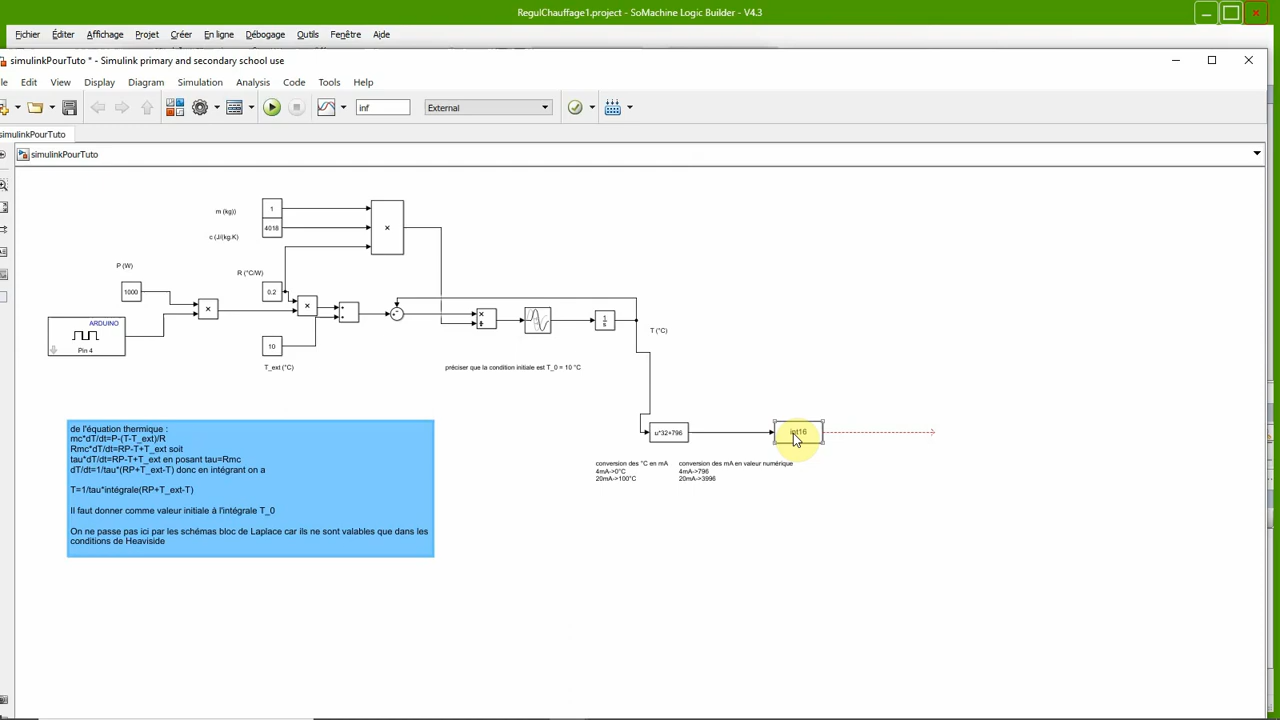 RegulChauffage1.project - SoMachine Logic Builder - V4.3
Fichier Éditer Affichage Projet Créer En ligne Débogage Outils Fenêtre Aide
simulinkPourTuto * - Simulink primary and secondary school use
Edit View Display Diagram Simulation Analysis Code Tools Help
inf External
simulinkPourTuto
simulinkPourTuto
m (kg))
1
4018
c (J/(kg.K)
×
P (W)
R (°C/W)
1000
0.2
×
×
ARDUINO
Pin 4
10
T_ext (°C)
1
s
T (°C)
préciser que la condition initiale est T_0 = 10 °C
u*32+796
int16
conversion des °C en mA
4mA->0°C
20mA->100°C
conversion des mA en valeur numérique
4mA->796
20mA->3996
de l'équation thermique :
mc*dT/dt=P-(T-T_ext)/R
Rmc*dT/dt=RP-T+T_ext soit
tau*dT/dt=RP-T+T_ext en posant tau=Rmc
dT/dt=1/tau*(RP+T_ext-T) donc en intégrant on a
T=1/tau*intégrale(RP+T_ext-T)
Il faut donner comme valeur initiale à l'intégrale T_0
On ne passe pas ici par les schémas bloc de Laplace car ils ne sont valables que dans les
conditions de Heaviside